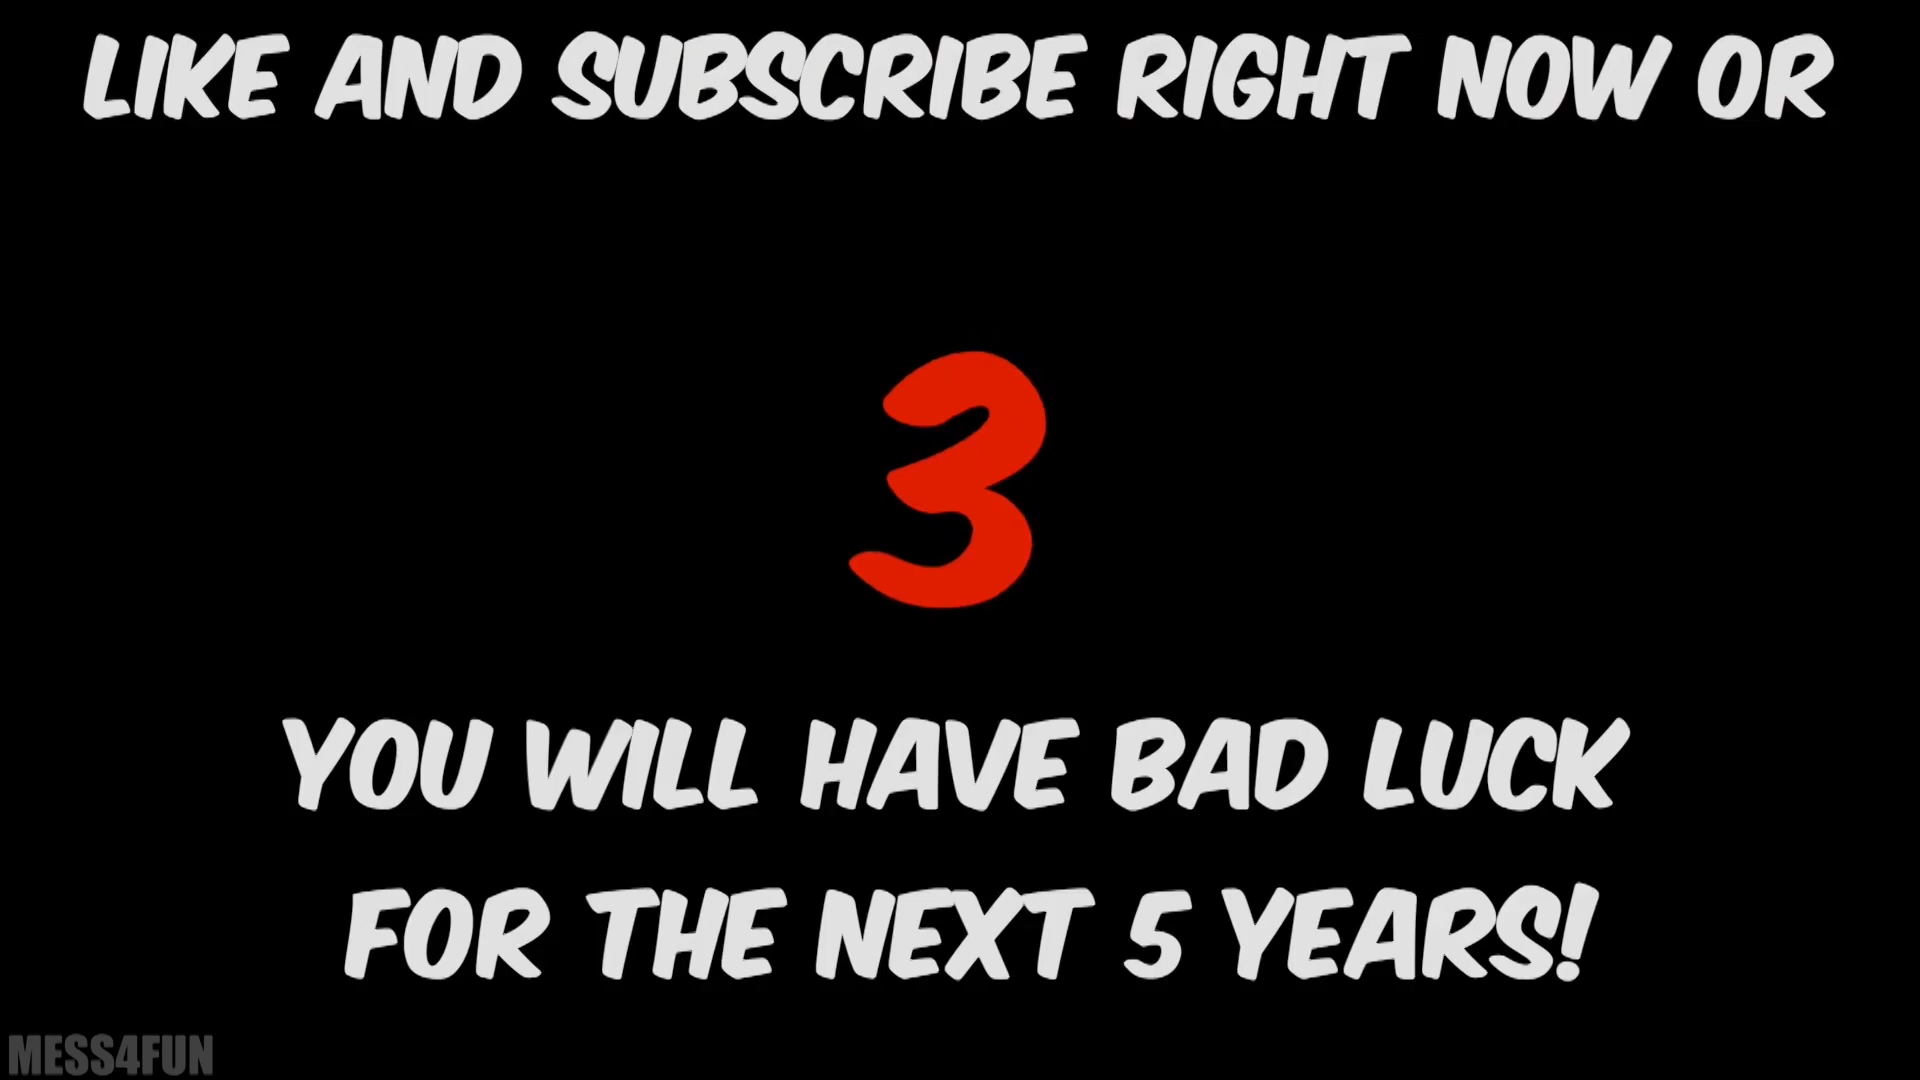 LIKE AND SUBSCRIBE RIGHT NOW OR
3
YOU WILL HAVE BAD LUCK
FOR THE NEXT 5 YEARS!
MESS4FUN